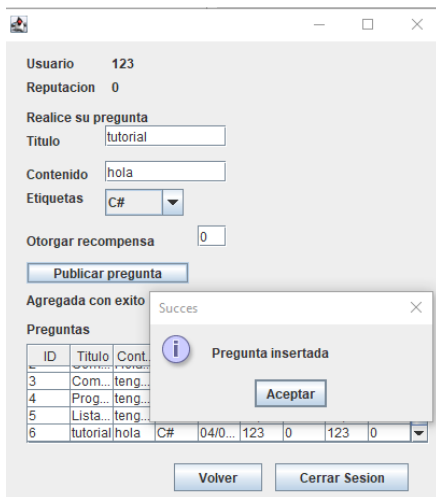 Usuario 123
Reputacion 0
Realice su pregunta
Titulo tutorial
Contenido hola
Etiquetas C#
Otorgar recompensa 0
Publicar pregunta
Agregada con exito
Succes
Pregunta insertada
Aceptar
Preguntas
ID Titulo Cont...
3 Com... teng...
4 Prog... teng...
5 Lista... teng...
6 tutorial hola C# 04/0... 123 0 123 0
Volver Cerrar Sesion